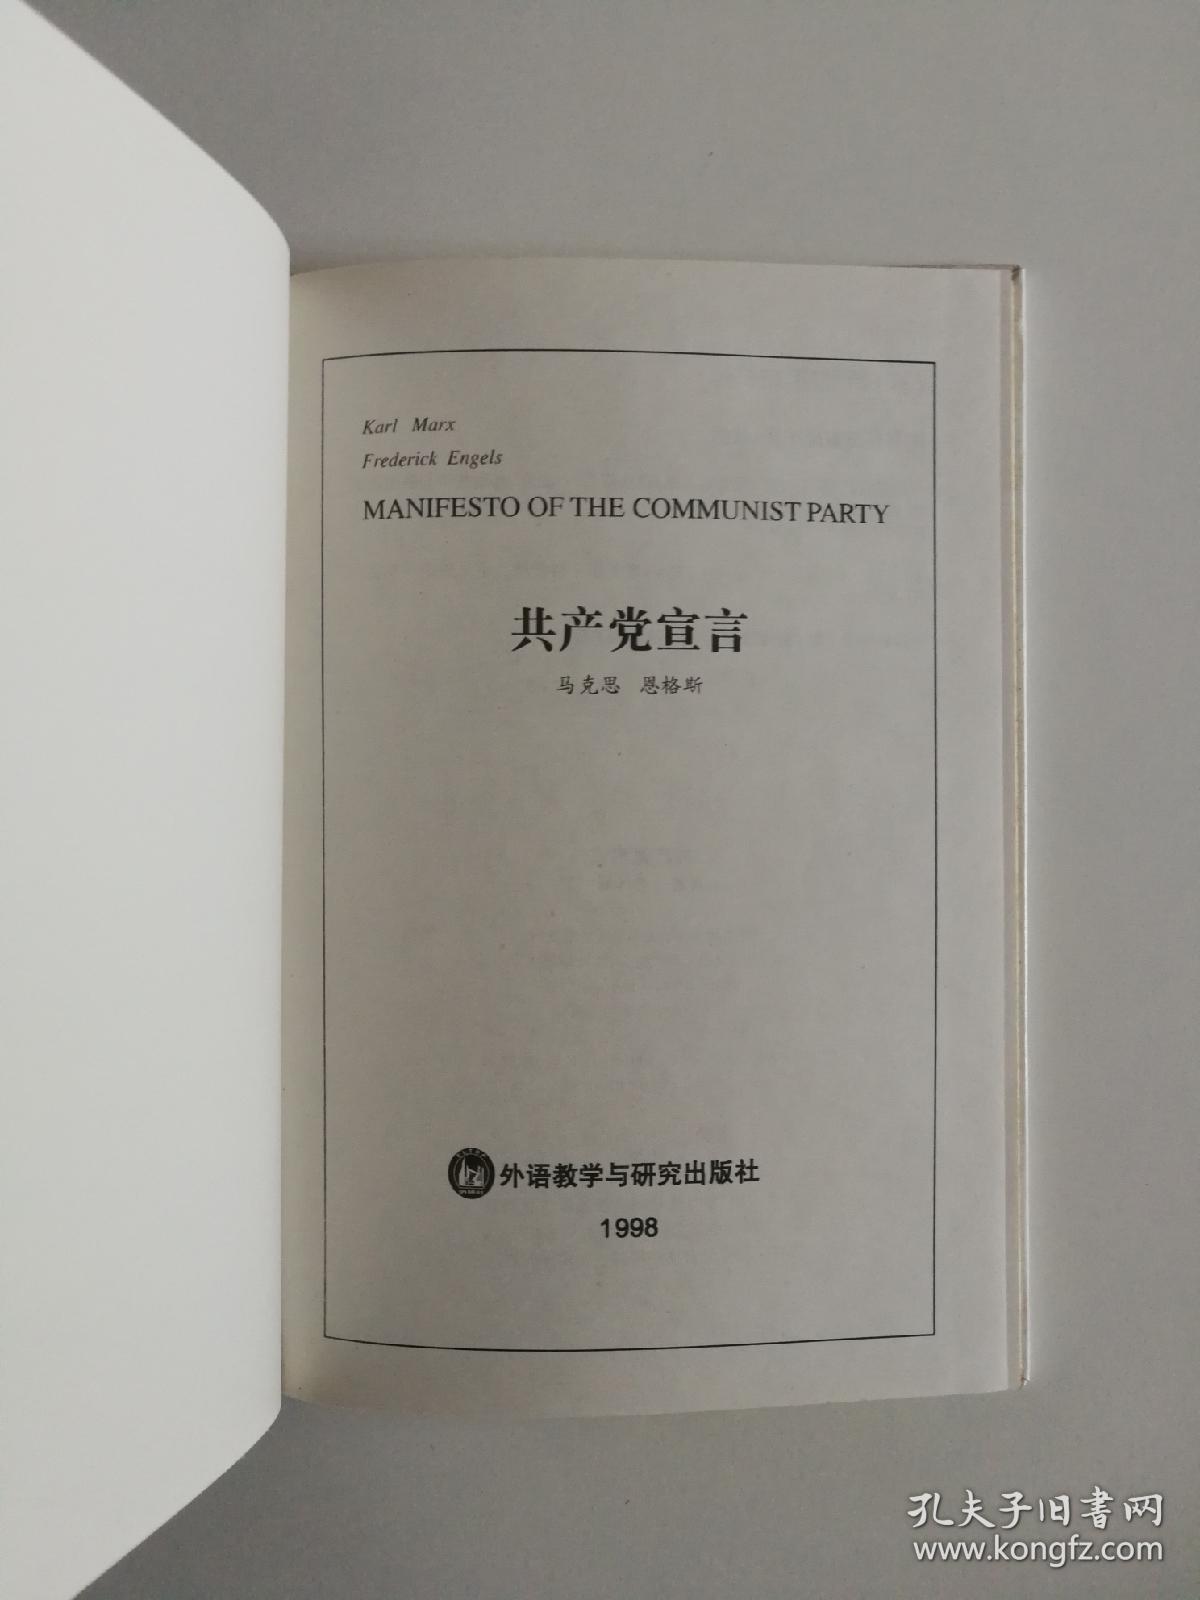 Karl Marx
Frederick Engels
MANIFESTO OF THE COMMUNIST PARTY
共产党宣言
马克思 恩格斯
外语教学与研究出版社
1998
孔夫子旧书网
www.kongfz.com